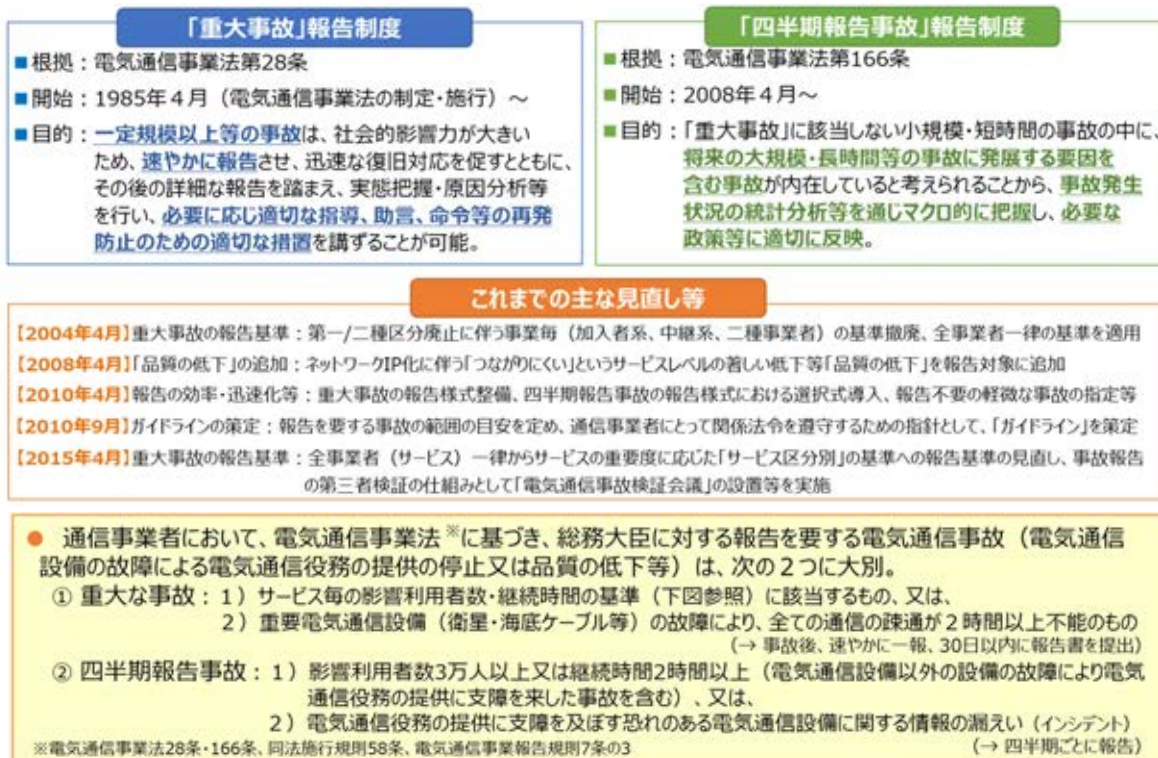 「重大事故」報告制度
■根拠：電気通信事業法第28条
■開始：1985年４月（電気通信事業法の制定・施行）～
■目的：一定規模以上等の事故は、社会的影響力が大きい
ため、速やかに報告させ、迅速な復旧対応を促すとともに、
その後の詳細な報告を踏まえ、実態把握・原因分析等
を行い、必要に応じ適切な指導、助言、命令等の再発
防止のための適切な措置を講ずることが可能。
「四半期報告事故」報告制度
■根拠：電気通信事業法第166条
■開始：2008年４月～
■目的：「重大事故」に該当しない小規模・短時間の事故の中に、
将来の大規模・長時間等の事故に発展する要因を
含む事故が内在していると考えられることから、事故発生
状況の統計分析等を通じマクロ的に把握し、必要な
政策等に適切に反映。
これまでの主な見直し等
【2004年4月】重大事故の報告基準：第一/二種区分廃止に伴う事業毎（加入者系、中継系、二種事業者）の基準撤廃、全事業者一律の基準を適用
【2008年4月】「品質の低下」の追加：ネットワークIP化に伴う「つながりにくい」というサービスレベルの著しい低下等「品質の低下」を報告対象に追加
【2010年4月】報告の効率・迅速化等：重大事故の報告様式整備、四半期報告事故の報告様式における選択式導入、報告不要の軽微な事故の指定等
【2010年9月】ガイドラインの策定：報告を要する事故の範囲の目安を定め、通信事業者にとって関係法令を遵守するための指針として、「ガイドライン」を策定
【2015年4月】重大事故の報告基準：全事業者（サービス）一律からサービスの重要度に応じた「サービス区分別」の基準への報告基準の見直し、事故報告
の第三者検証の仕組みとして「電気通信事故検証会議」の設置等を実施
● 通信事業者において、電気通信事業法※に基づき、総務大臣に対する報告を要する電気通信事故（電気通信
設備の故障による電気通信役務の提供の停止又は品質の低下等）は、次の２つに大別。
① 重大な事故：１）サービス毎の影響利用者数・継続時間の基準（下図参照）に該当するもの、又は、
２）重要電気通信設備（衛星・海底ケーブル等）の故障により、全ての通信の疎通が２時間以上不能のもの
（→ 事故後、速やかに一報、30日以内に報告書を提出）
② 四半期報告事故：１）影響利用者数3万人以上又は継続時間2時間以上（電気通信設備以外の設備の故障により電気
通信役務の提供に支障を来した事故を含む）、又は、
２）電気通信役務の提供に支障を及ぼす恐れのある電気通信設備に関する情報の漏えい（インシデント）
※電気通信事業法28条・166条、同法施行規則58条、電気通信事業報告規則7条の3
（→ 四半期ごとに報告）